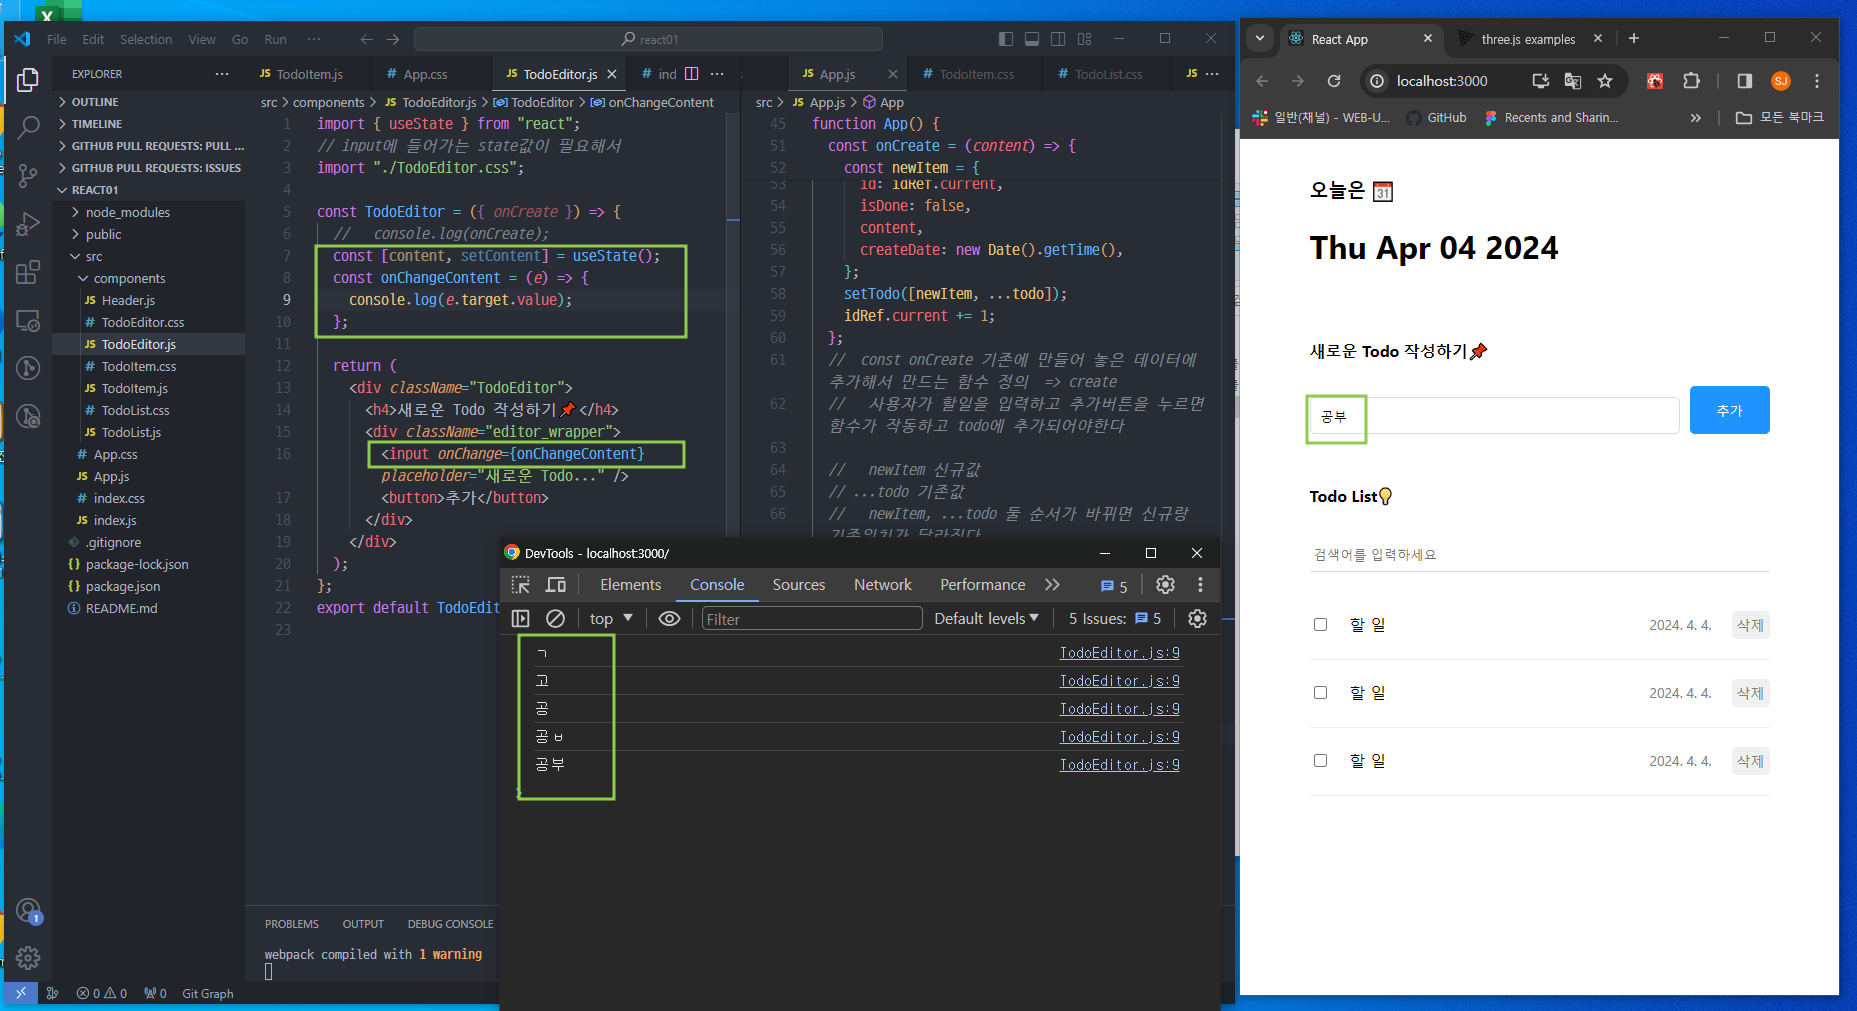 File Edit Selection View Go Run ···
react01
EXPLORER ···
OUTLINE
TIMELINE
GITHUB PULL REQUESTS: PULL ...
GITHUB PULL REQUESTS: ISSUES
REACT01
node_modules
public
src
components
JS Header.js
# TodoEditor.css
JS TodoEditor.js
# TodoItem.css
JS TodoItem.js
# TodoList.css
JS TodoList.js
# App.css
JS App.js
# index.css
JS index.js
.gitignore
{} package-lock.json
{} package.json
README.md
1
JS TodoItem.js # App.css JS TodoEditor.js # ind ···
src > components > JS TodoEditor.js > TodoEditor > onChangeContent
1 import { useState } from "react";
2 // input에 들어가는 state값이 필요해서
3 import "./TodoEditor.css";
4
5 const TodoEditor = ({ onCreate }) => {
6 //   console.log(onCreate);
7 const [content, setContent] = useState();
8 const onChangeContent = (e) => {
9 console.log(e.target.value);
10 };
11
12 return (
13 <div className="TodoEditor">
14 <h4>새로운 Todo 작성하기📌</h4>
15 <div className="editor_wrapper">
16 <input onChange={onChangeContent}
placeholder="새로운 Todo..." />
17 <button>추가</button>
18 </div>
19 </div>
20 );
21 };
22 export default TodoEdit
23
JS App.js # TodoItem.css # TodoList.css JS ···
src > JS App.js > App
45 function App() {
51 const onCreate = (content) => {
52 const newItem = {
53 id: idRef.current,
54 isDone: false,
55 content,
56 createDate: new Date().getTime(),
57 };
58 setTodo([newItem, ...todo]);
59 idRef.current += 1;
60 };
61 //  const onCreate 기존에 만들어 놓은 데이터에
추가해서 만드는 함수 정의  => create
62 //   사용자가 할일을 입력하고 추가버튼을 누르면
함수가 작동하고 todo에 추가되어야한다
63
64 //   newItem 신규값
65 // ...todo 기존값
66 //   newItem, ...todo 둘 순서가 바뀌면 신규랑
기존위치가 달라진다
PROBLEMS OUTPUT DEBUG CONSOLE
webpack compiled with 1 warning
0 0 0 Git Graph
DevTools - localhost:3000/
Elements Console Sources Network Performance 5
top Filter Default levels 5 Issues: 5
ㄱ TodoEditor.js:9
고 TodoEditor.js:9
공 TodoEditor.js:9
공ㅂ TodoEditor.js:9
공부 TodoEditor.js:9
React App three.js examples
localhost:3000 SJ
일반(채널) - WEB-U... GitHub Recents and Sharin... 모든 북마크
오늘은 📅
Thu Apr 04 2024
새로운 Todo 작성하기📌
공부 추가
Todo List💡
검색어를 입력하세요
할 일 2024. 4. 4. 삭제
할 일 2024. 4. 4. 삭제
할 일 2024. 4. 4. 삭제